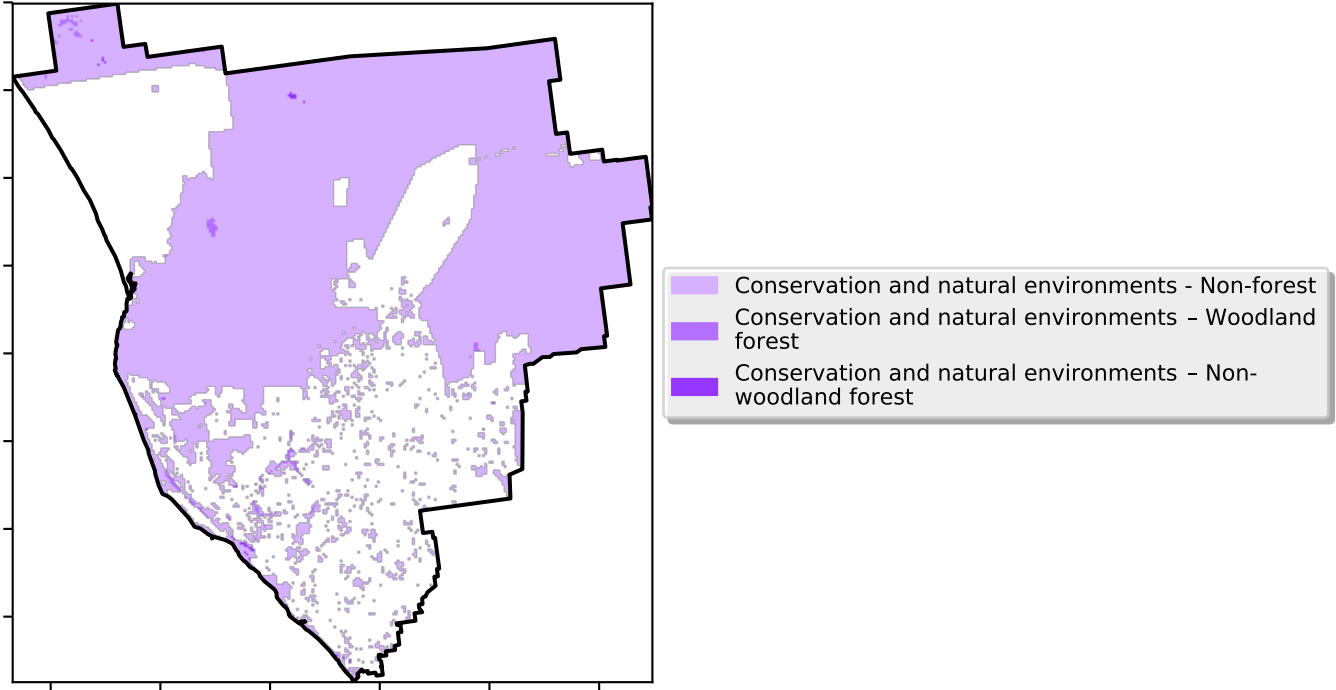 Conservation and natural environments - Non-forest
Conservation and natural environments – Woodland
forest
Conservation and natural environments – Non-
woodland forest